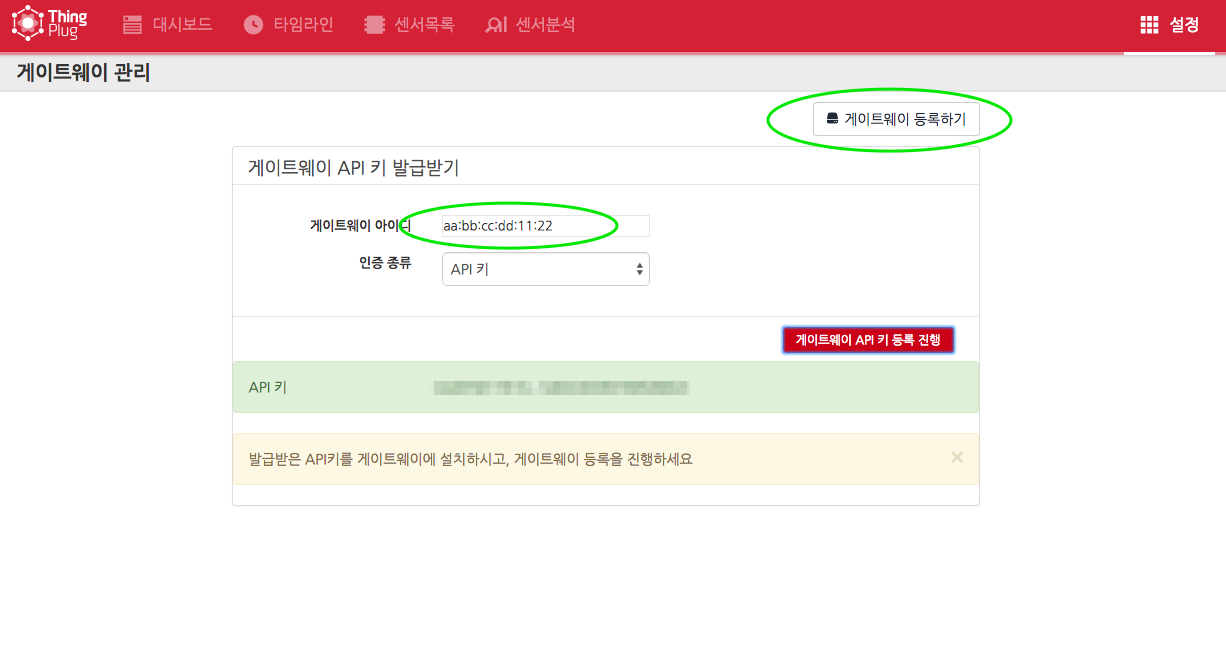 Thing
Plug
대시보드
타임라인
센서목록
센서분석
설정
게이트웨이 관리
게이트웨이 등록하기
게이트웨이 API 키 발급받기
게이트웨이 아이디
aa:bb:cc:dd:11:22
인증 종류
API 키
게이트웨이 API 키 등록 진행
API 키
발급받은 API키를 게이트웨이에 설치하시고, 게이트웨이 등록을 진행하세요
×